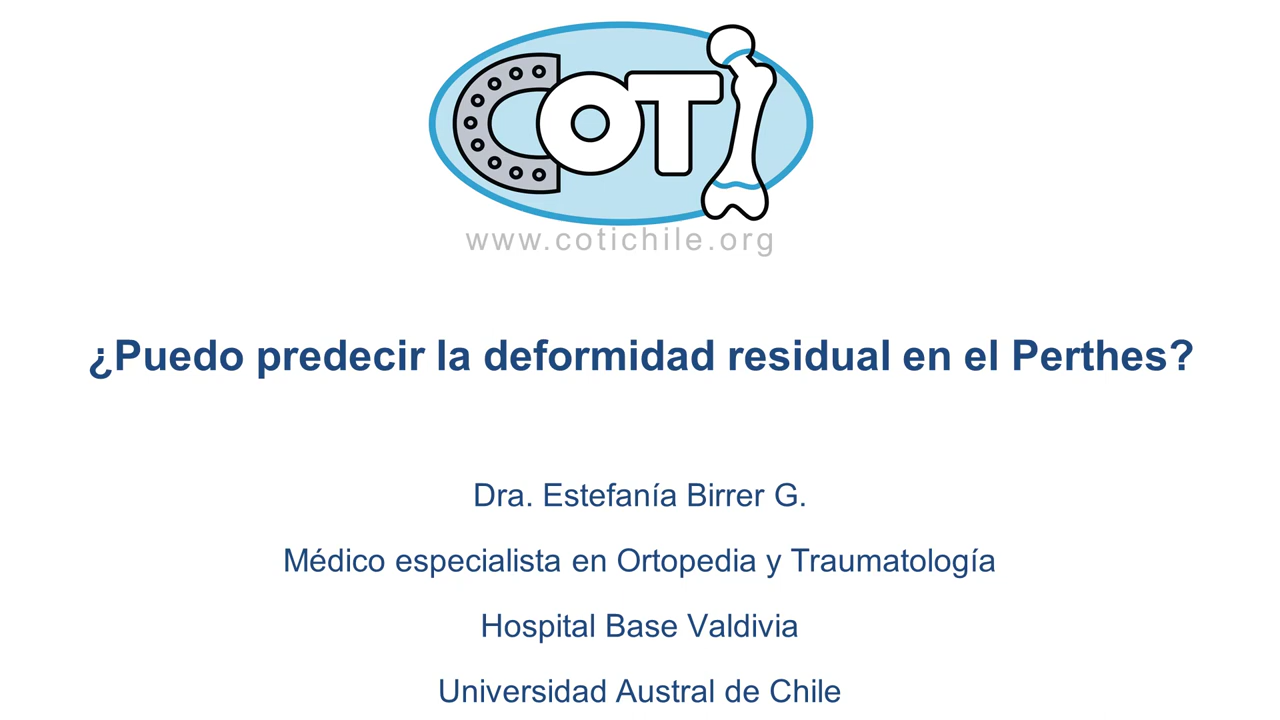 COTi
www.cotichile.org
¿Puedo predecir la deformidad residual en el Perthes?
Dra. Estefanía Birrer G.
Médico especialista en Ortopedia y Traumatología
Hospital Base Valdivia
Universidad Austral de Chile